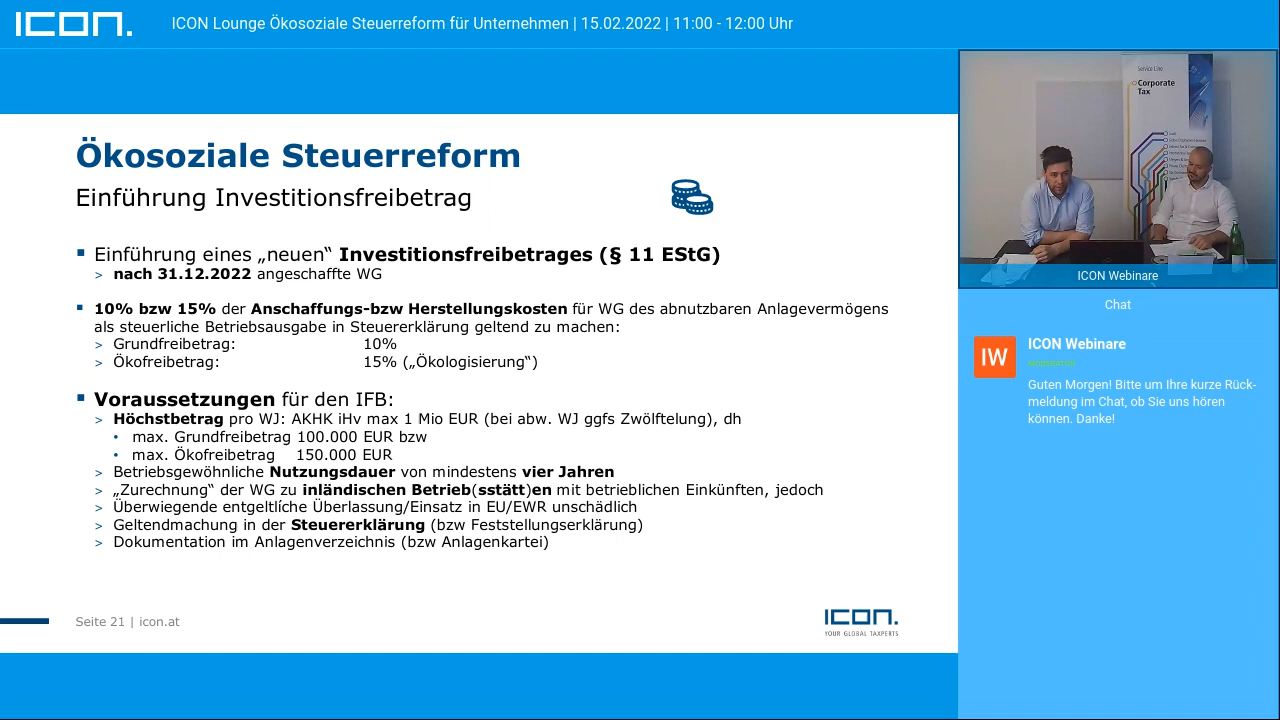 ICON.
ICON Lounge Ökosoziale Steuerreform für Unternehmen | 15.02.2022 | 11:00 - 12:00 Uhr
Ökosoziale Steuerreform
Einführung Investitionsfreibetrag
▪ Einführung eines „neuen“ Investitionsfreibetrages (§ 11 EStG)
> nach 31.12.2022 angeschaffte WG
▪ 10% bzw 15% der Anschaffungs-bzw Herstellungskosten für WG des abnutzbaren Anlagevermögens
als steuerliche Betriebsausgabe in Steuererklärung geltend zu machen:
> Grundfreibetrag: 10%
> Ökofreibetrag: 15% („Ökologisierung“)
▪ Voraussetzungen für den IFB:
> Höchstbetrag pro WJ: AKHK iHv max 1 Mio EUR (bei abw. WJ ggfs Zwölftelung), dh
• max. Grundfreibetrag 100.000 EUR bzw
• max. Ökofreibetrag 150.000 EUR
> Betriebsgewöhnliche Nutzungsdauer von mindestens vier Jahren
> „Zurechnung“ der WG zu inländischen Betrieb(sstätt)en mit betrieblichen Einkünften, jedoch
> Überwiegende entgeltliche Überlassung/Einsatz in EU/EWR unschädlich
> Geltendmachung in der Steuererklärung (bzw Feststellungserklärung)
> Dokumentation im Anlagenverzeichnis (bzw Anlagenkartei)
Seite 21 | icon.at
ICON.
YOUR GLOBAL TAXPERTS
Service Line
Corporate
Tax
ICON Webinare
Chat
IW
ICON Webinare
MODERATOR
Guten Morgen! Bitte um Ihre kurze Rück-
meldung im Chat, ob Sie uns hören
können. Danke!